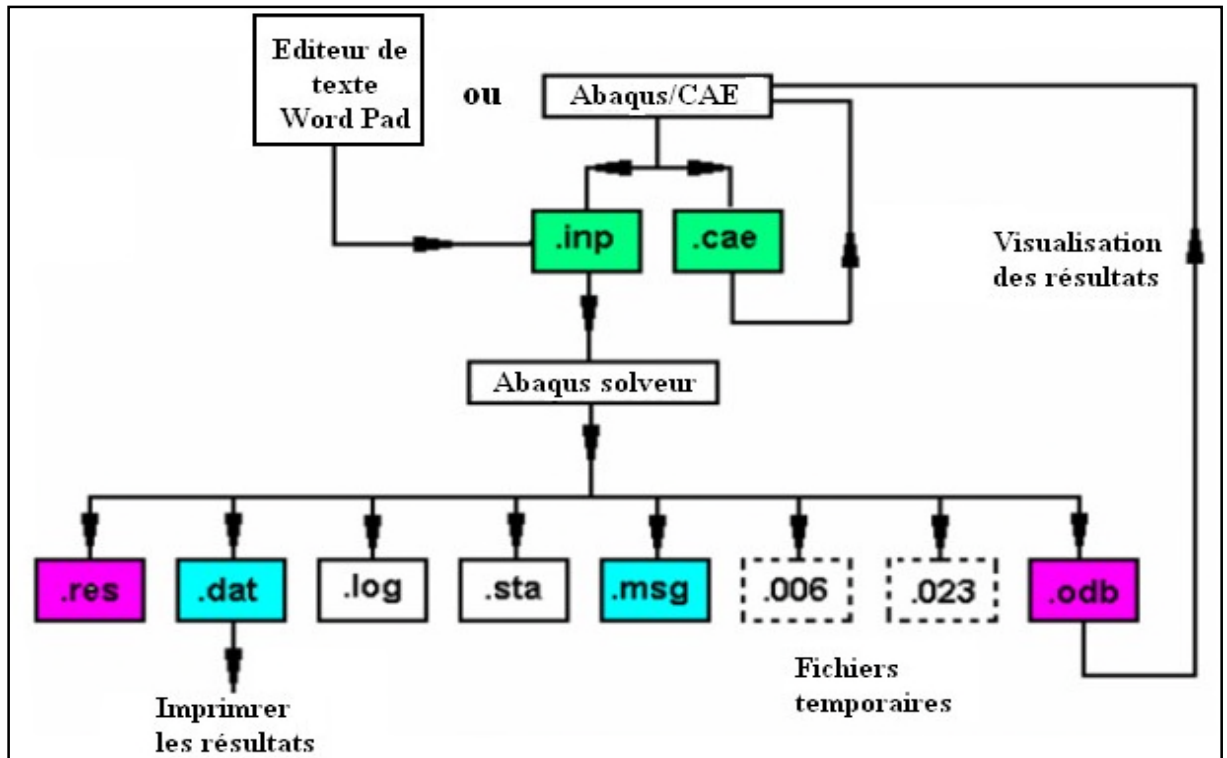 Editeur de
texte
Word Pad
ou
Abaqus/CAE
.inp
.cae
Visualisation
des résultats
Abaqus solveur
.res
.dat
.log
.sta
.msg
.006
.023
.odb
Fichiers
temporaires
Imprimrer
les résultats